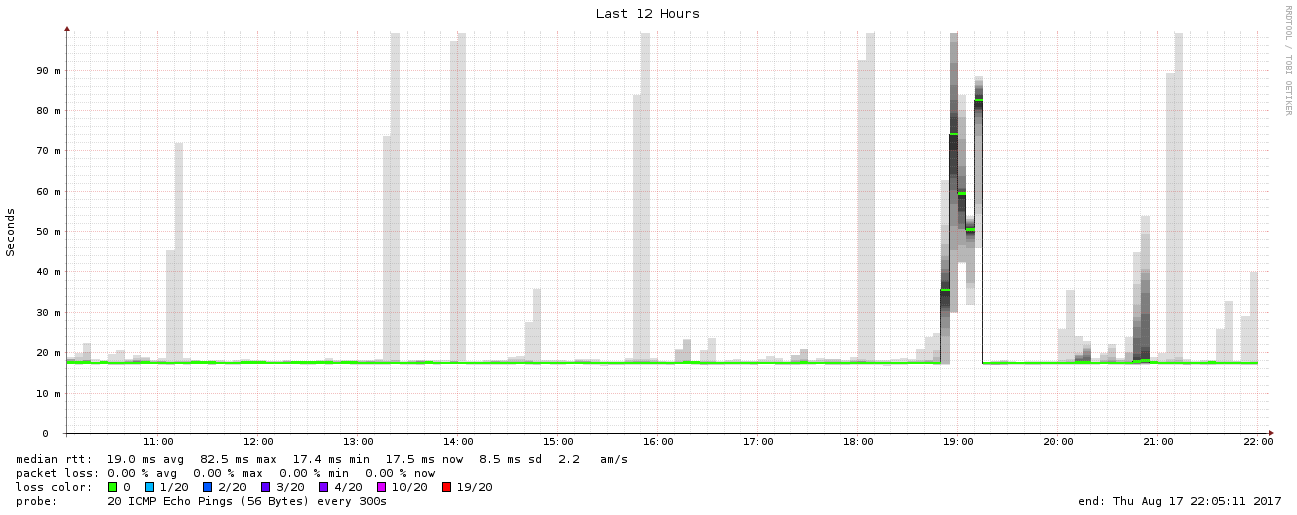 Last 12 Hours
RRDTOOL / TOBI OETIKER
Seconds
90 m
80 m
70 m
60 m
50 m
40 m
30 m
20 m
10 m
0
11:00 12:00 13:00 14:00 15:00 16:00 17:00 18:00 19:00 20:00 21:00 22:00
median rtt: 19.0 ms avg 82.5 ms max 17.4 ms min 17.5 ms now 8.5 ms sd 2.2 am/s
packet loss: 0.00 % avg 0.00 % max 0.00 % min 0.00 % now
loss color: 0 1/20 2/20 3/20 4/20 10/20 19/20
probe: 20 ICMP Echo Pings (56 Bytes) every 300s
end: Thu Aug 17 22:05:11 2017